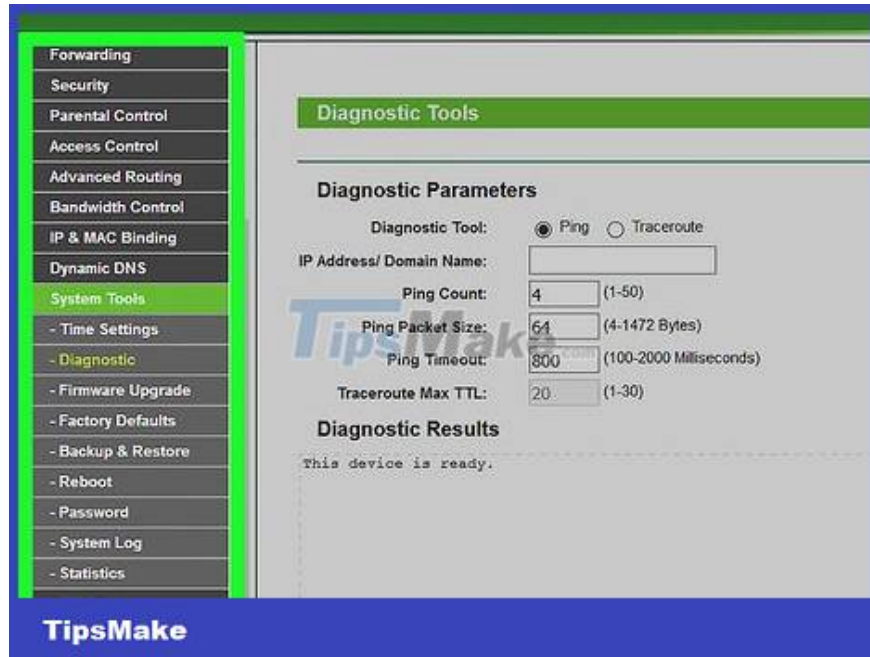 Forwarding
Security
Parental Control
Access Control
Advanced Routing
Bandwidth Control
IP & MAC Binding
Dynamic DNS
System Tools
- Time Settings
- Diagnostic
- Firmware Upgrade
- Factory Defaults
- Backup & Restore
- Reboot
- Password
- System Log
- Statistics
Diagnostic Tools
Diagnostic Parameters
Diagnostic Tool: Ping Traceroute
IP Address/ Domain Name:
Ping Count: 4 (1-50)
Ping Packet Size: 64 (4-1472 Bytes)
Ping Timeout: 800 (100-2000 Milliseconds)
Traceroute Max TTL: 20 (1-30)
Diagnostic Results
This device is ready.
TipsMake.com
TipsMake